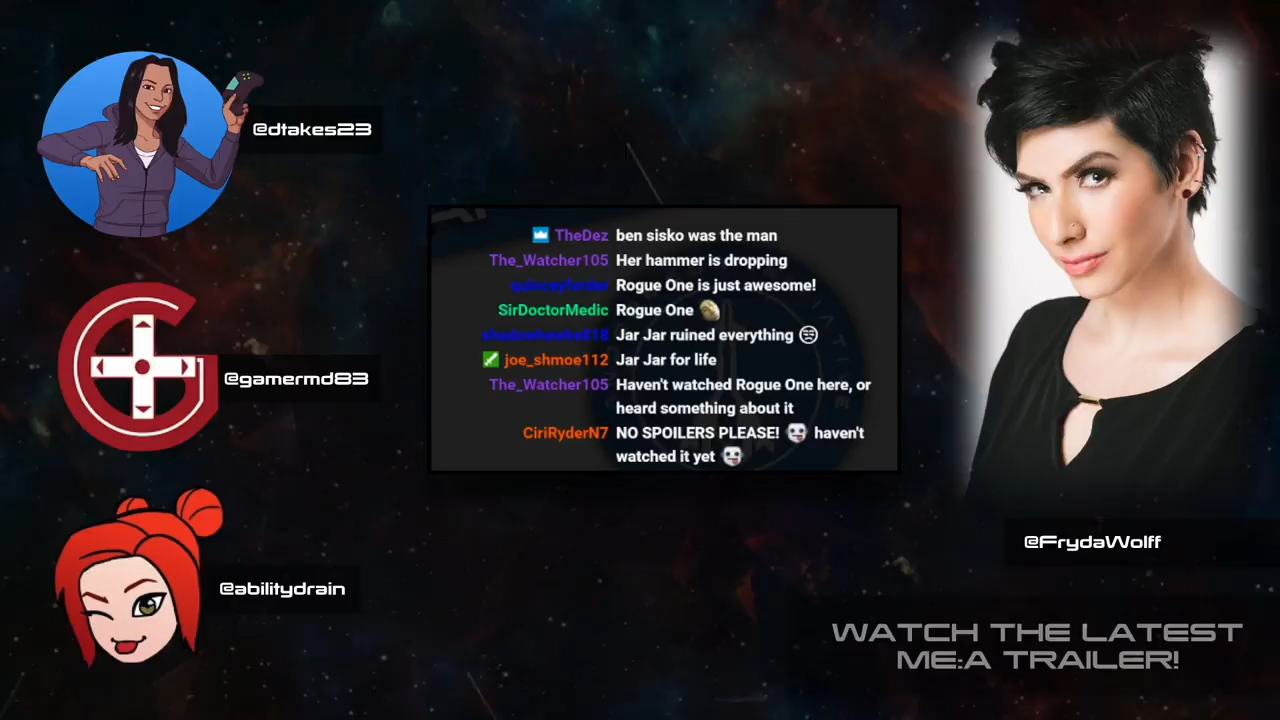 @dtakes23
@gamermd83
@abilitydrain
TheDez ben sisko was the man
The_Watcher105 Her hammer is dropping
Rogue One is just awesome!
SirDoctorMedic Rogue One
Jar Jar ruined everything
joe_shmoe112 Jar Jar for life
The_Watcher105 Haven't watched Rogue One here, or
heard something about it
CiriRyderN7 NO SPOILERS PLEASE! haven't
watched it yet
@FrydaWolff
WATCH THE LATEST
ME:A TRAILER!